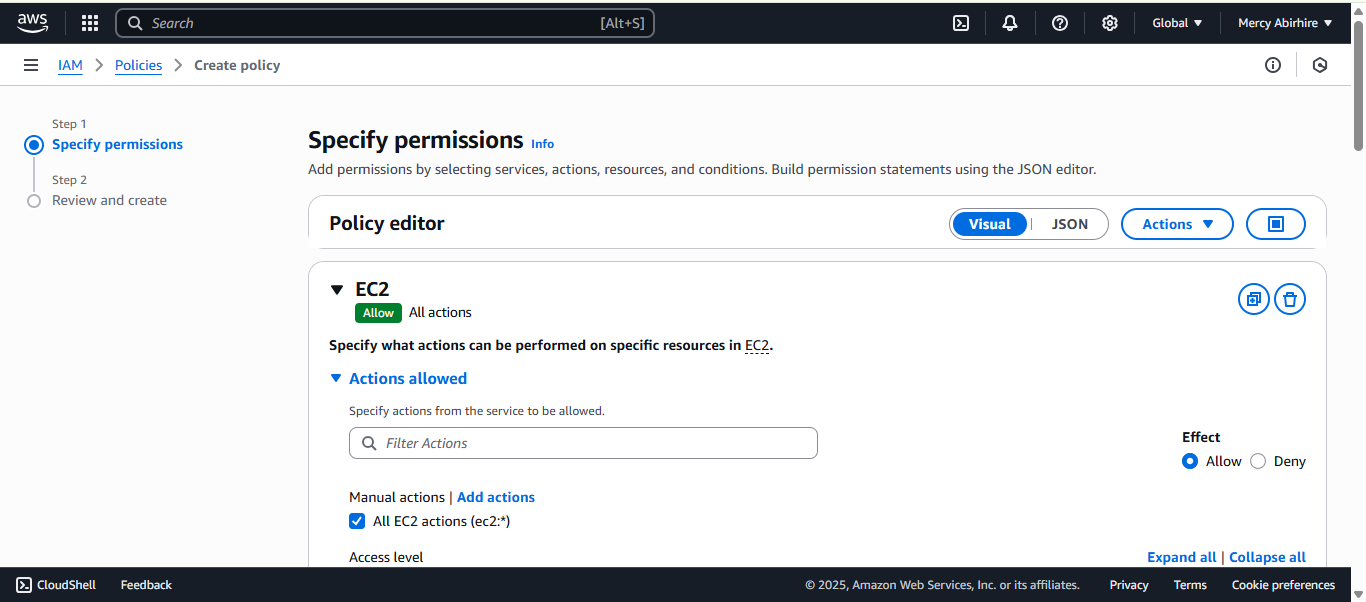 aws
Search [Alt+S]
Global
Mercy Abirhire
IAM
Policies
Create policy
Step 1
Specify permissions
Step 2
Review and create
Specify permissions Info
Add permissions by selecting services, actions, resources, and conditions. Build permission statements using the JSON editor.
Policy editor
Visual
JSON
Actions
EC2
Allow All actions
Specify what actions can be performed on specific resources in EC2.
Actions allowed
Specify actions from the service to be allowed.
Filter Actions
Effect
Allow
Deny
Manual actions | Add actions
All EC2 actions (ec2:*)
Access level
Expand all | Collapse all
CloudShell
Feedback
© 2025, Amazon Web Services, Inc. or its affiliates.
Privacy
Terms
Cookie preferences